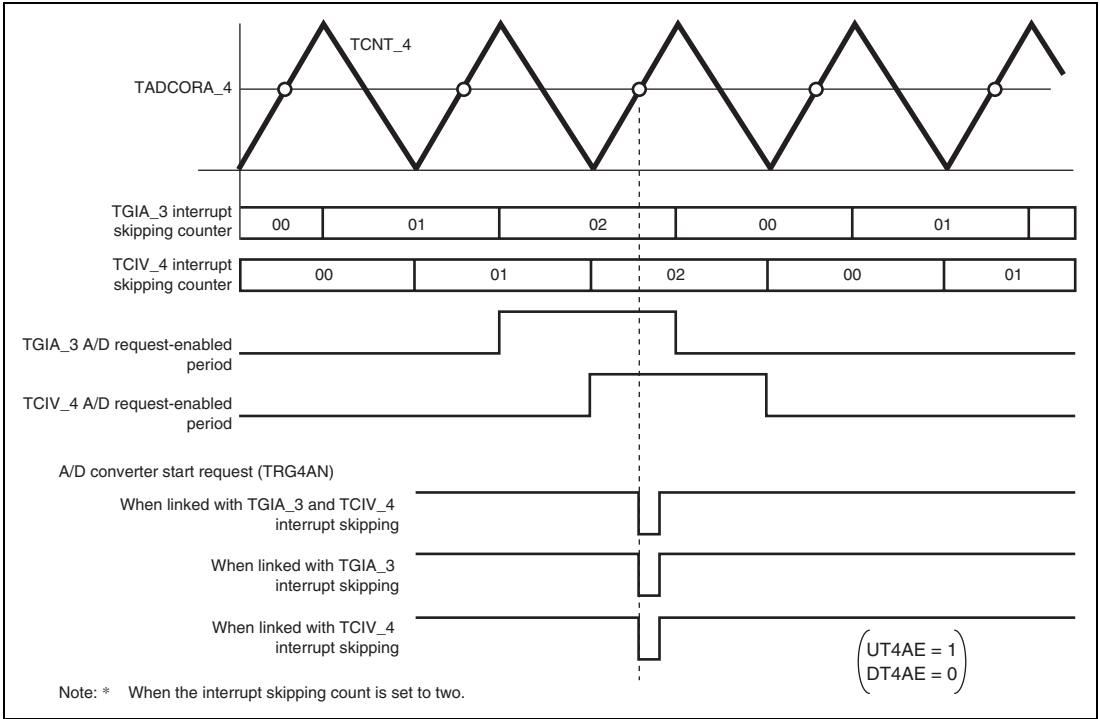 TCNT_4
TADCORA_4
TGIA_3 interrupt
skipping counter
00 01 02 00 01
TCIV_4 interrupt
skipping counter
00 01 02 00 01
TGIA_3 A/D request-enabled
period
TCIV_4 A/D request-enabled
period
A/D converter start request (TRG4AN)
When linked with TGIA_3 and TCIV_4
interrupt skipping
When linked with TGIA_3
interrupt skipping
When linked with TCIV_4
interrupt skipping
UT4AE = 1
DT4AE = 0
Note: * When the interrupt skipping count is set to two.